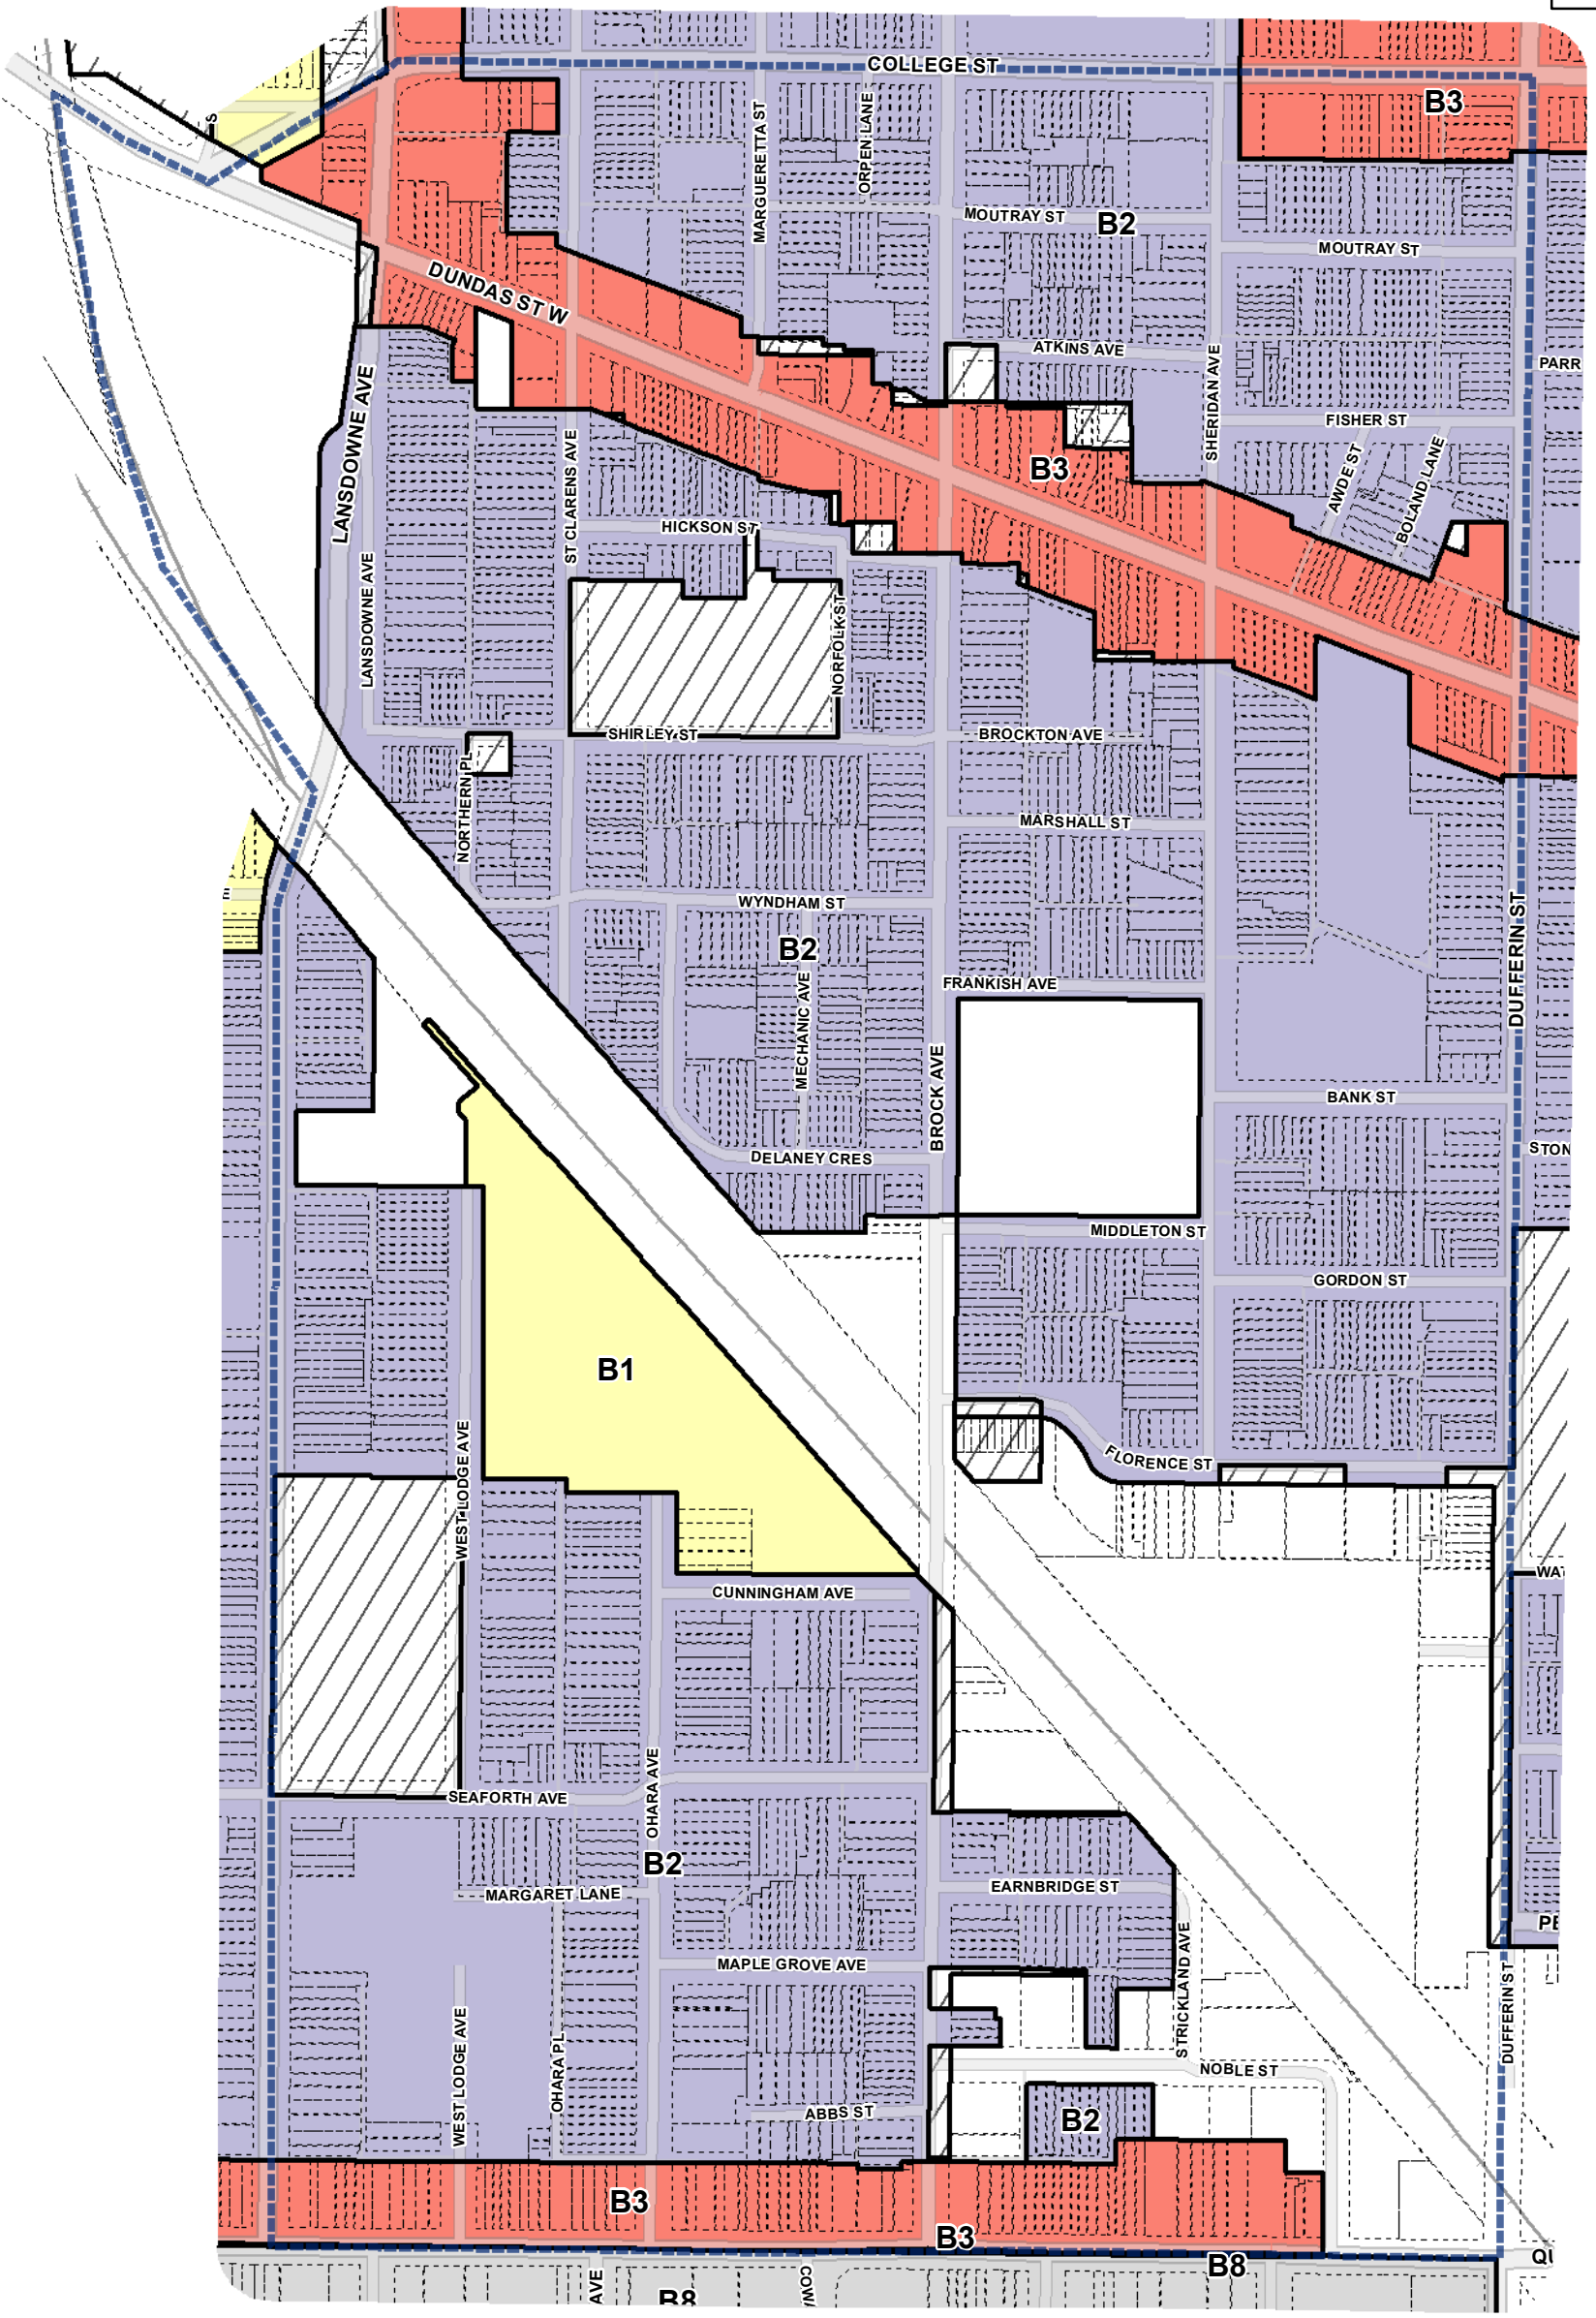 COLLEGE ST
B3
S
MARGUERETTA ST
ORPEN LANE
MOUTRAY ST
B2
MOUTRAY ST
DUNDAS ST W
ATKINS AVE
SHERIDAN AVE
PARR
LANSDOWNE AVE
FISHER ST
ST CLARENS AVE
B3
AWDE ST
BOLAND LANE
HICKSON ST
LANSDOWNE AVE
NORFOLK ST
SHIRLEY ST
BROCKTON AVE
NORTHERN PL
MARSHALL ST
E
WYNDHAM ST
B2
DUFFERIN ST
FRANKISH AVE
MECHANIC AVE
BROCK AVE
BANK ST
DELANEY CRES
STON
MIDDLETON ST
GORDON ST
B1
WEST LODGE AVE
FLORENCE ST
CUNNINGHAM AVE
WA
SEAFORTH AVE
OHARA AVE
B2
MARGARET LANE
EARNBRIDGE ST
PE
MAPLE GROVE AVE
STRICKLAND AVE
DUFFERIN ST
WEST LODGE AVE
OHARA PL
NOBLE ST
ABBS ST
B2
B3
B3
QU
B8
AVE
B8
COW